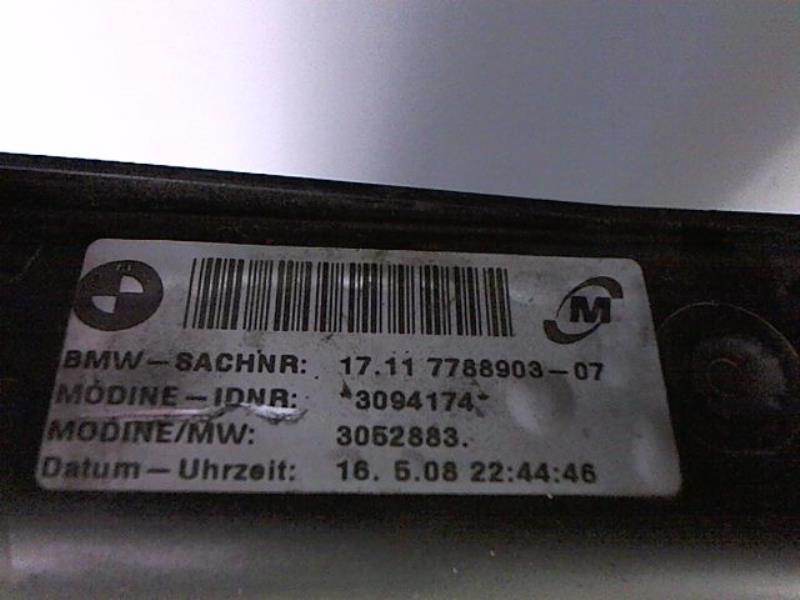 M
BMW-SACHNR: 17.11 7788903-07
MODINE-IDNR: *3094174*
MODINE/MW: 3052883.
Datum-Uhrzeit: 16. 5.08 22:44:46